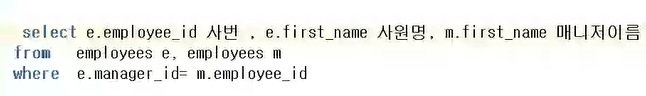 select e.employee_id 사번 , e.first_name 사원명, m.first_name 매니저이름
from employees e, employees m
where e.manager_id= m.employee_id